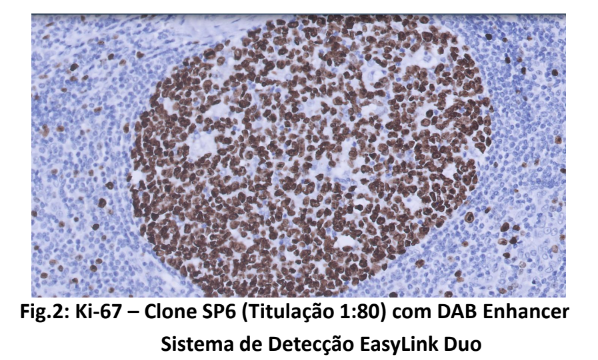 Fig.2: Ki-67 – Clone SP6 (Titulação 1:80) com DAB Enhancer
Sistema de Detecção EasyLink Duo